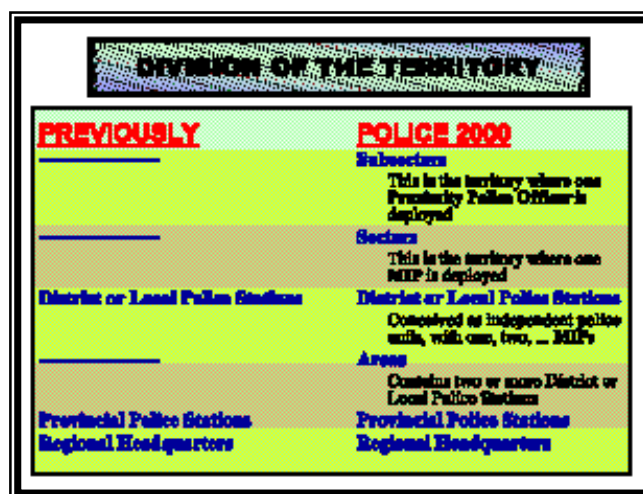 DIVISION OF THE TERRITORY
PREVIOUSLY POLICE 2000
Subsectors
This is the territory where one
Proximity Police Officer is
deployed
Sectors
This is the territory where one
MIP is deployed
District or Local Police Stations District or Local Police Stations
Conceived as independent police
units, with one, two, ... MIPs
Areas
Contains two or more District or
Local Police Stations
Provincial Police Stations Provincial Police Stations
Regional Headquarters Regional Headquarters